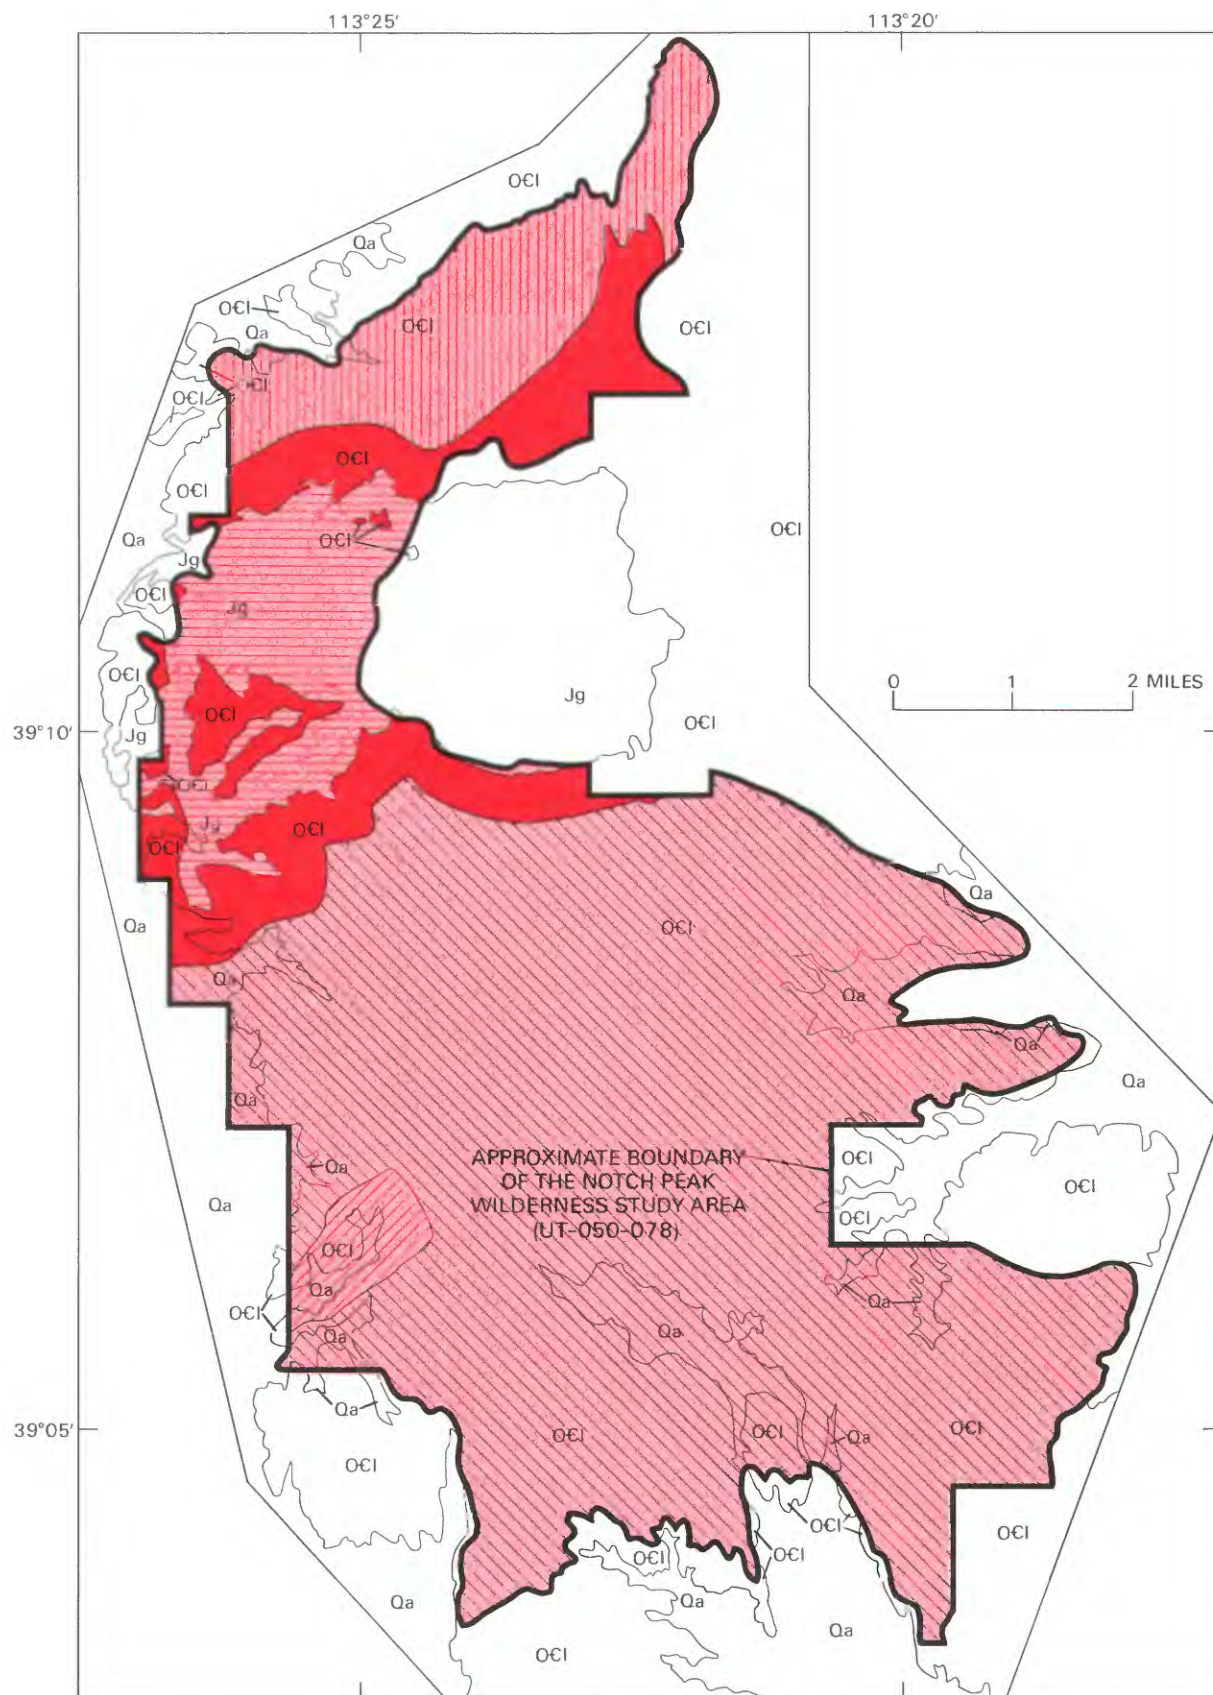 113°25′
113°20′
O€l
Qa
O€l
Qa
O€l
O€l
O€l
O€l
O€l
O€l
Qa
O€l
O€l
Jg
O€l
Jg
O€l
0 1 2 MILES
O€l
Jg
O€l
39°10′
Jg
O€l
Jg
O€l
O€l
Qa
Qa
O€l
Qa
Qa
Qa
Qa
Qa
APPROXIMATE BOUNDARY
OF THE NOTCH PEAK
WILDERNESS STUDY AREA
(UT-050-078)
O€l
Qa
O€l
Qa
O€l
O€l
Qa
Qa
O€l
Qa
Qa
Qa
39°05′
O€l
O€l
O€l
Qa
O€l
O€l
O€l
O€l
O€l
Qa
Qa
Qa
O€l